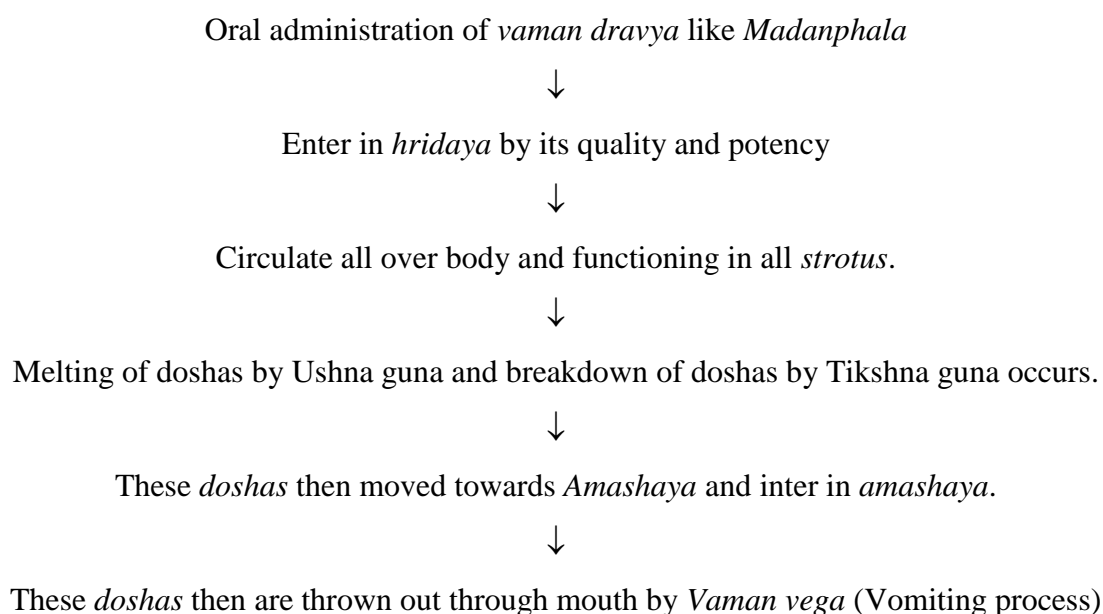 Oral administration of vaman dravya like Madanphala
↓
Enter in hridaya by its quality and potency
↓
Circulate all over body and functioning in all strotus.
↓
Melting of doshas by Ushna guna and breakdown of doshas by Tikshna guna occurs.
↓
These doshas then moved towards Amashaya and inter in amashaya.
↓
These doshas then are thrown out through mouth by Vaman vega (Vomiting process)